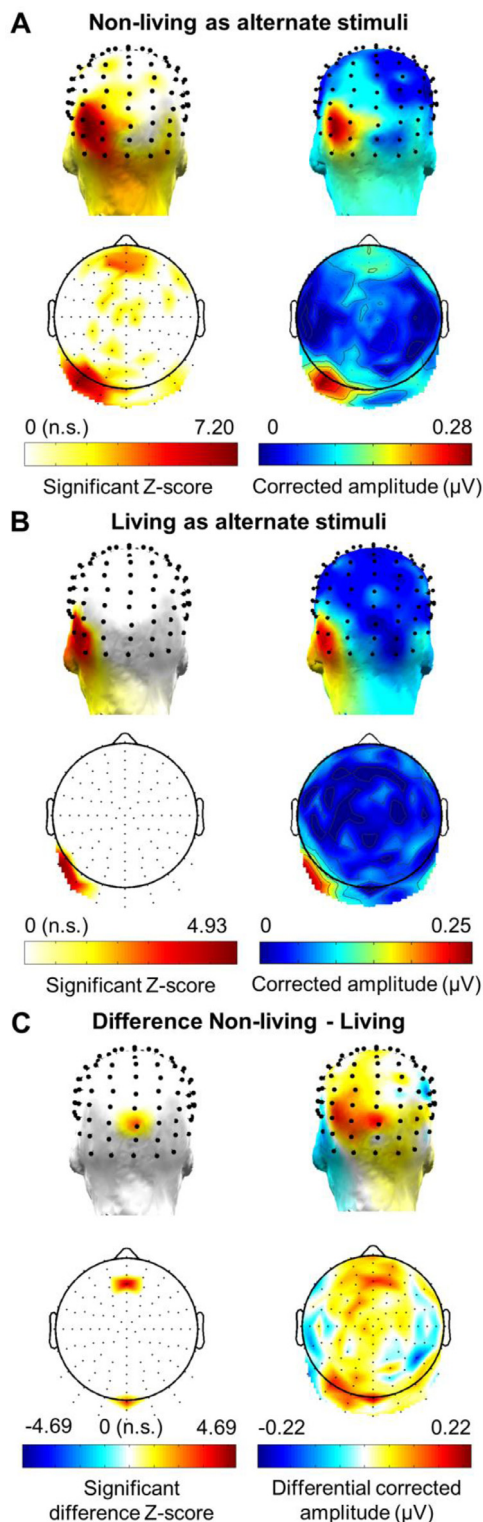 A Non-living as alternate stimuli
0 (n.s.) 7.20 0 0.28
Significant Z-score Corrected amplitude (µV)
B Living as alternate stimuli
0 (n.s.) 4.93 0 0.25
Significant Z-score Corrected amplitude (µV)
C Difference Non-living - Living
-4.69 0 (n.s.) 4.69 -0.22 0.22
Significant Differential corrected
difference Z-score amplitude (µV)